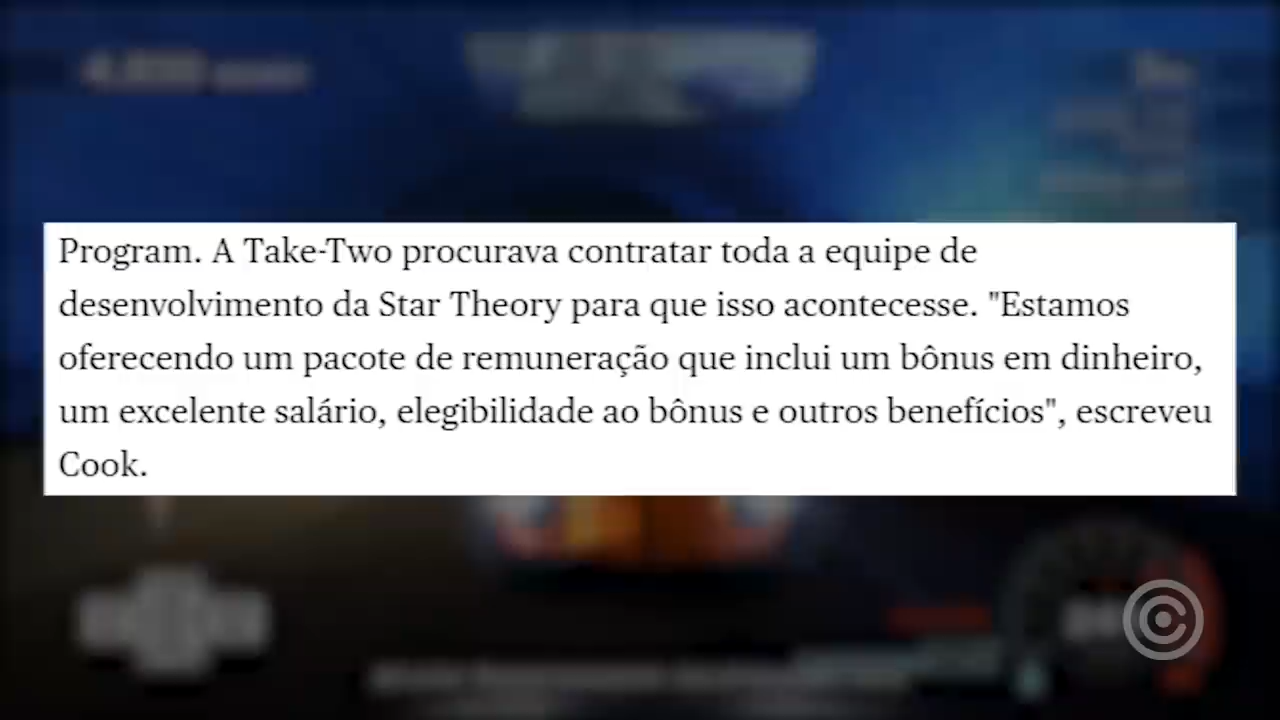 Program. A Take-Two procurava contratar toda a equipe de
desenvolvimento da Star Theory para que isso acontecesse. "Estamos
oferecendo um pacote de remuneração que inclui um bônus em dinheiro,
um excelente salário, elegibilidade ao bônus e outros benefícios", escreveu
Cook.